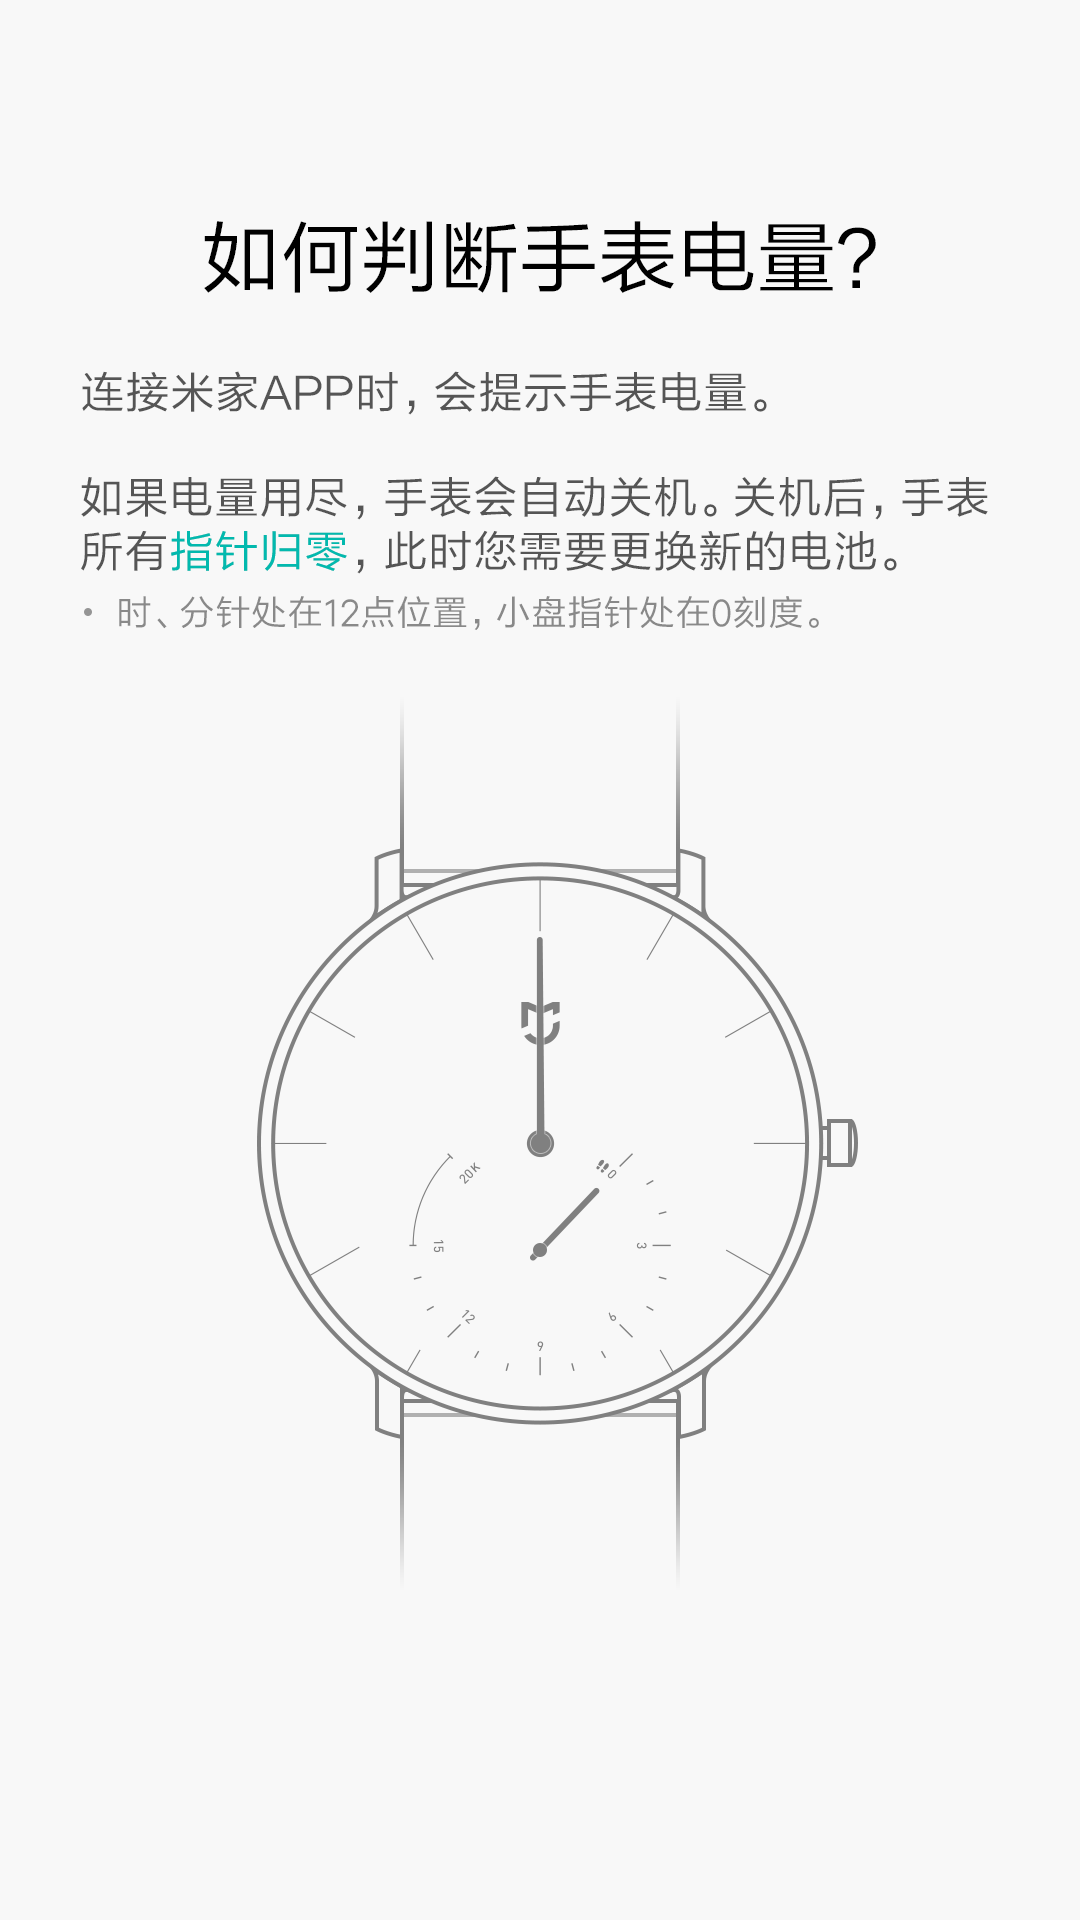 如何判断手表电量?
连接米家APP时，会提示手表电量。
如果电量用尽，手表会自动关机。关机后，手表
所有指针归零，此时您需要更换新的电池。
• 时、分针处在12点位置，小盘指针处在0刻度。
20K
0
15
3
12
6
9